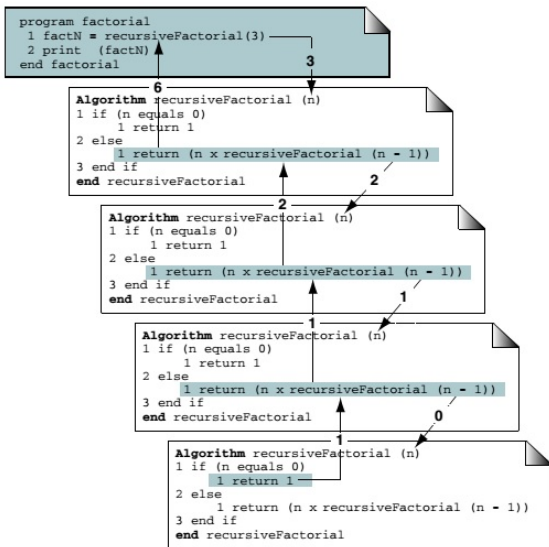 program factorial
1 factN = recursiveFactorial(3)
2 print (factN)
end factorial
3
6
Algorithm recursiveFactorial (n)
1 if (n equals 0)
1 return 1
2 else
1 return (n x recursiveFactorial (n - 1))
3 end if
end recursiveFactorial
2
2
Algorithm recursiveFactorial (n)
1 if (n equals 0)
1 return 1
2 else
1 return (n x recursiveFactorial (n - 1))
3 end if
end recursiveFactorial
1
1
Algorithm recursiveFactorial (n)
1 if (n equals 0)
1 return 1
2 else
1 return (n x recursiveFactorial (n - 1))
3 end if
end recursiveFactorial
0
1
Algorithm recursiveFactorial (n)
1 if (n equals 0)
1 return 1
2 else
1 return (n x recursiveFactorial (n - 1))
3 end if
end recursiveFactorial